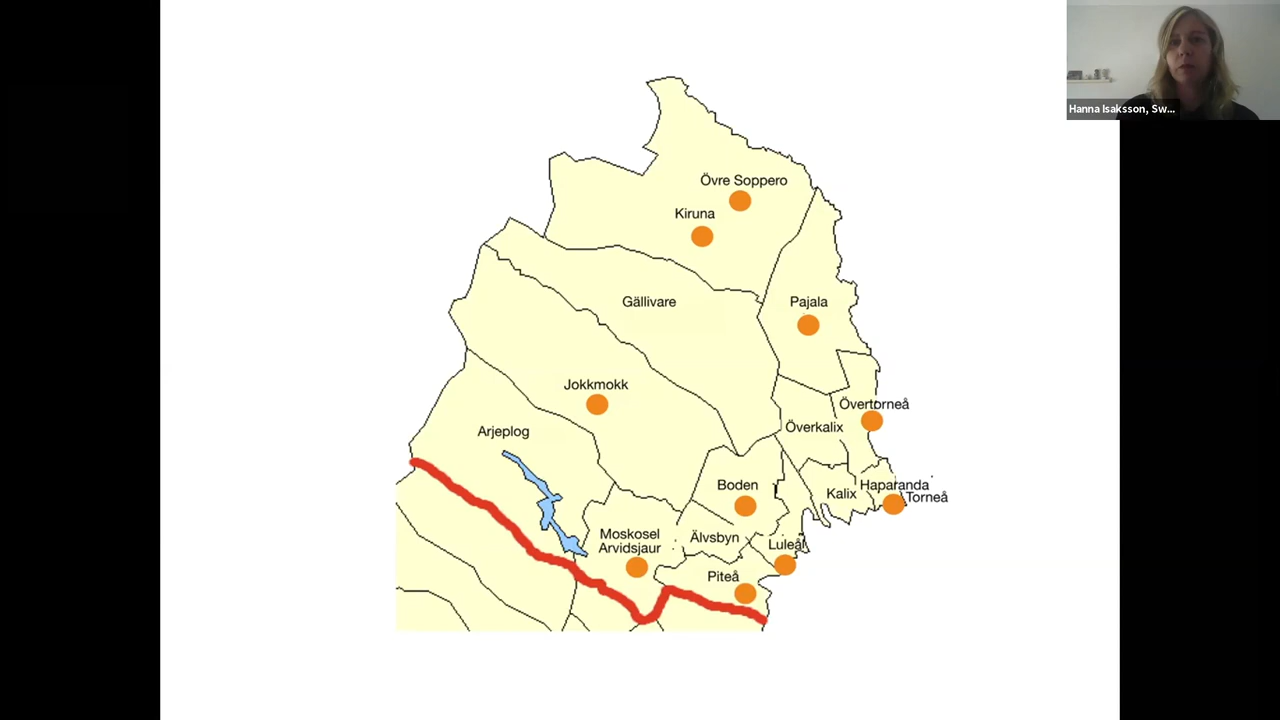 Hanna Isaksson, Sw...
Övre Soppero
Kiruna
Gällivare
Pajala
Jokkmokk
Övertorneå
Överkalix
Arjeplog
Boden
Haparanda
Kalix
Torneå
Moskosel
Arvidsjaur
Älvsbyn
Luleå
Piteå